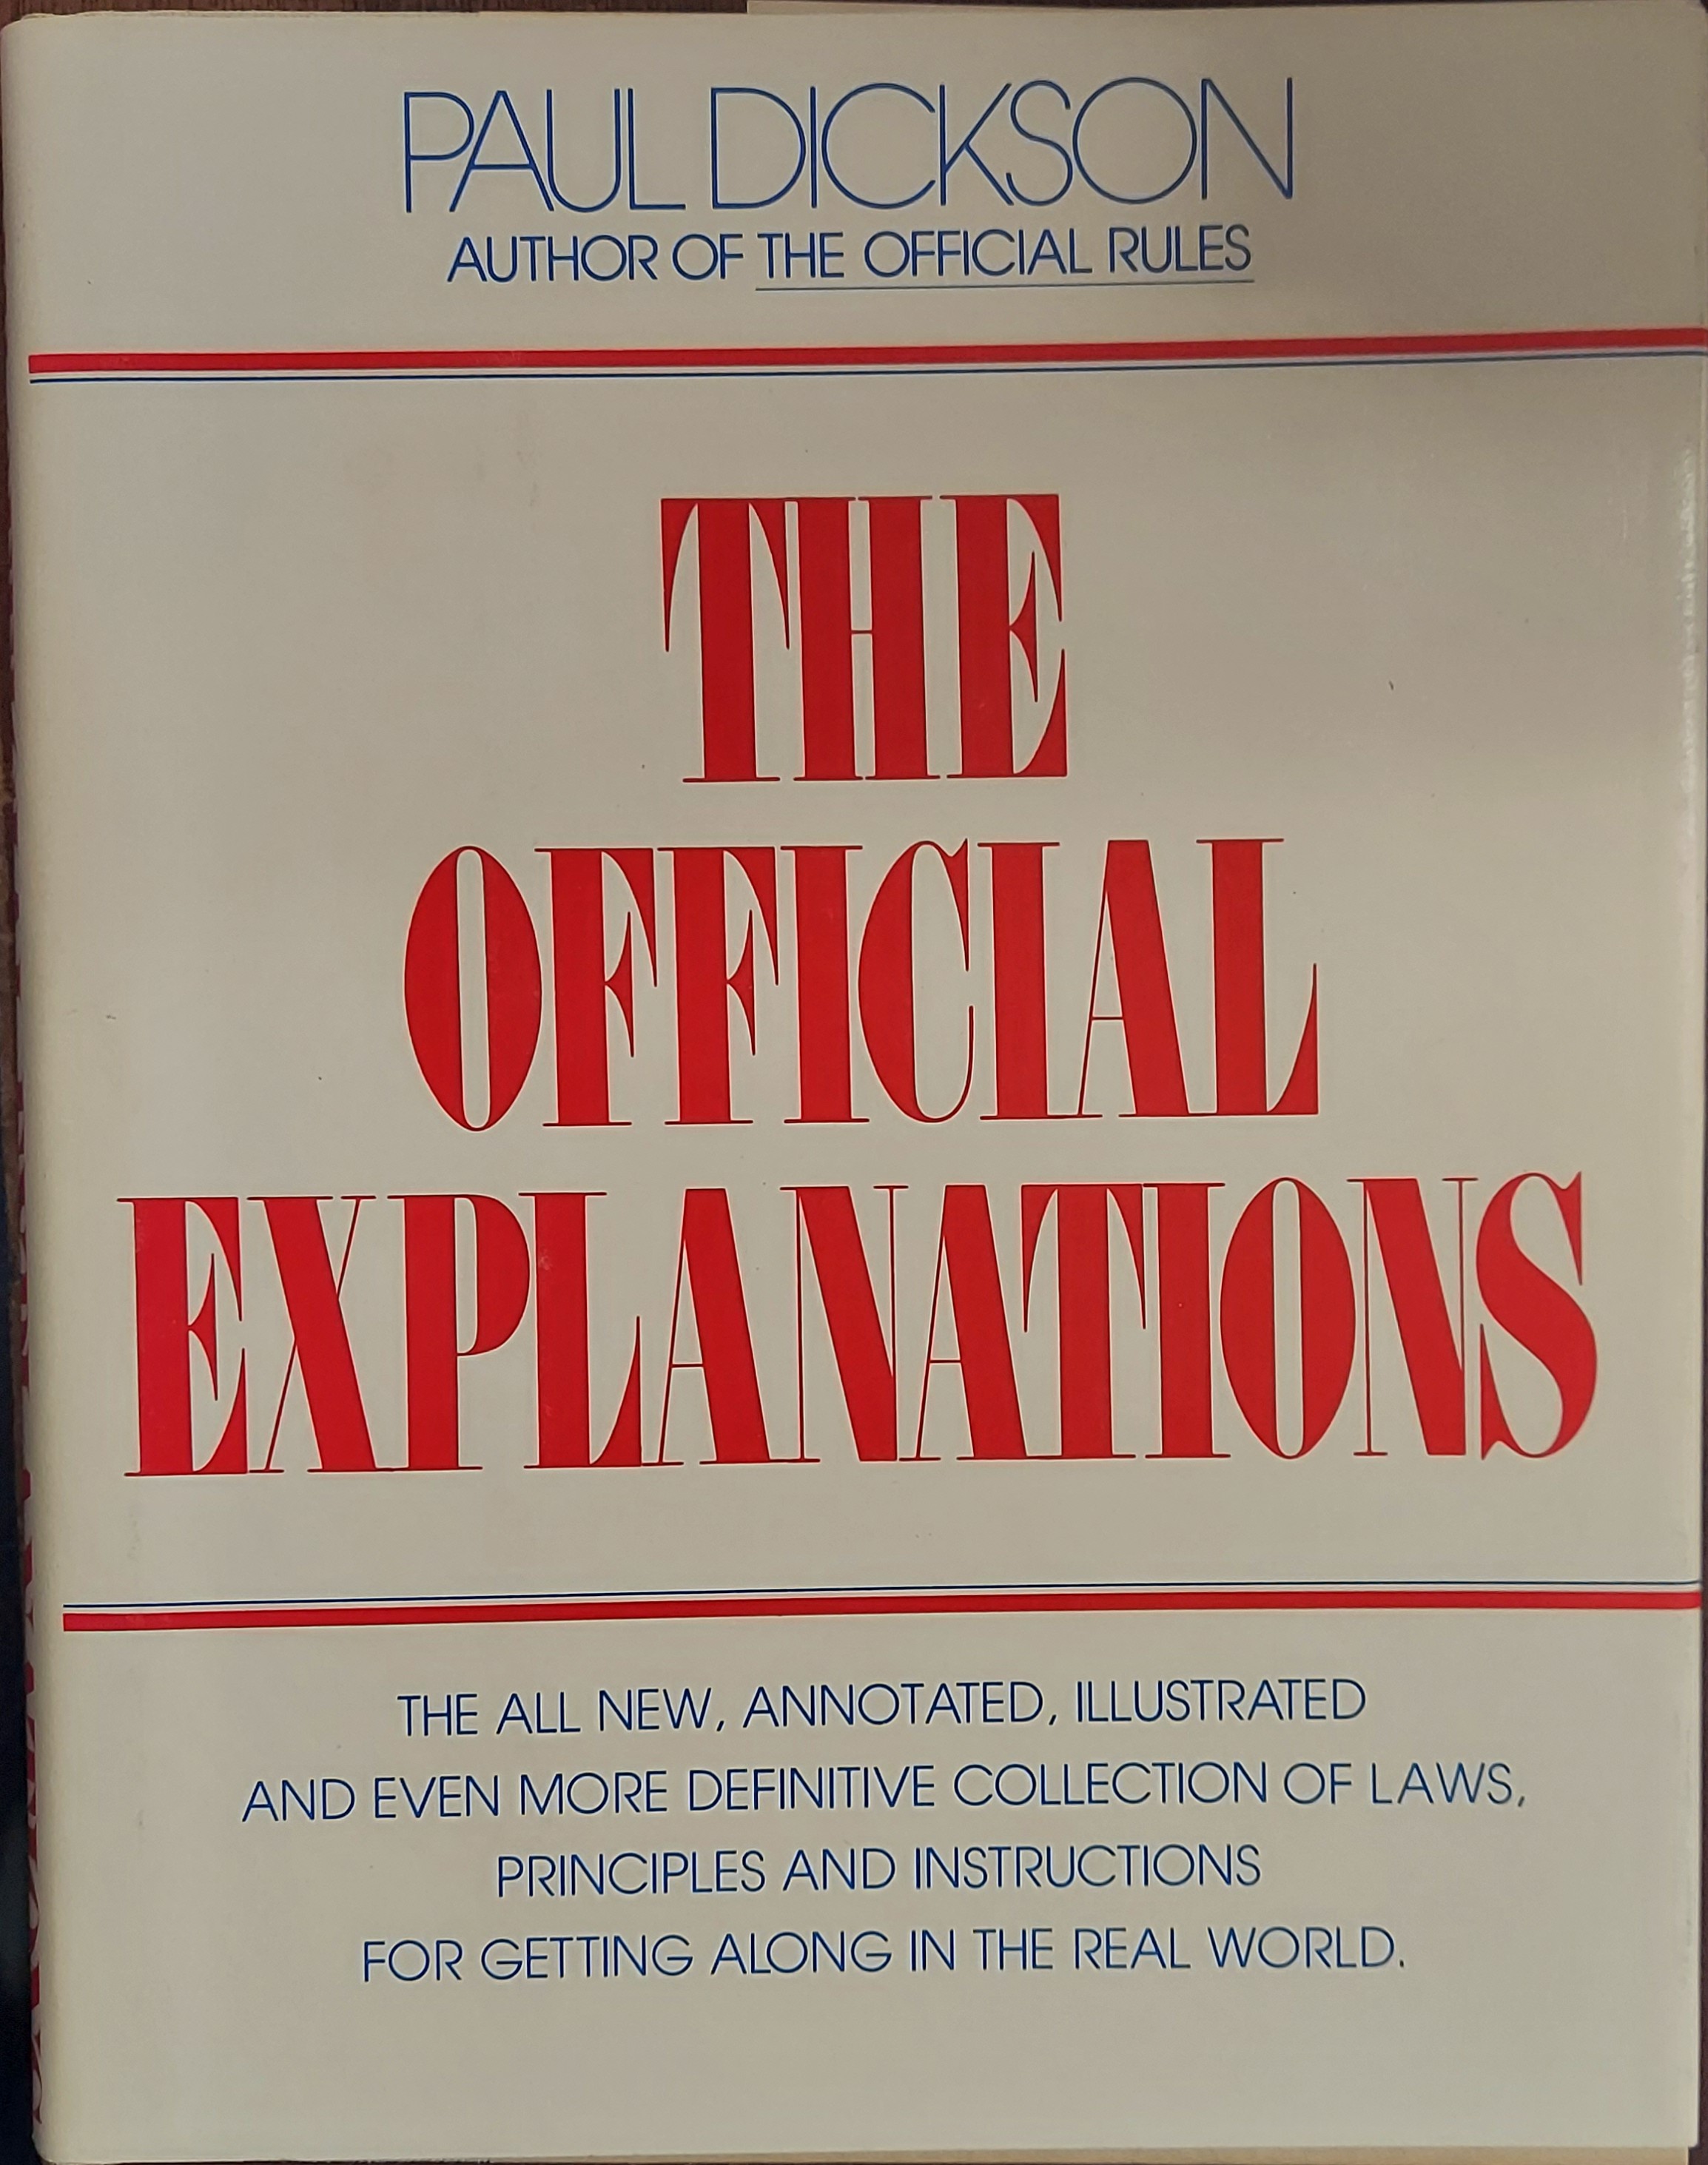 PAUL DICKSON
AUTHOR OF THE OFFICIAL RULES
THE
OFFICIAL
EXPLANATIONS
THE ALL NEW, ANNOTATED, ILLUSTRATED
AND EVEN MORE DEFINITIVE COLLECTION OF LAWS,
PRINCIPLES AND INSTRUCTIONS
FOR GETTING ALONG IN THE REAL WORLD.